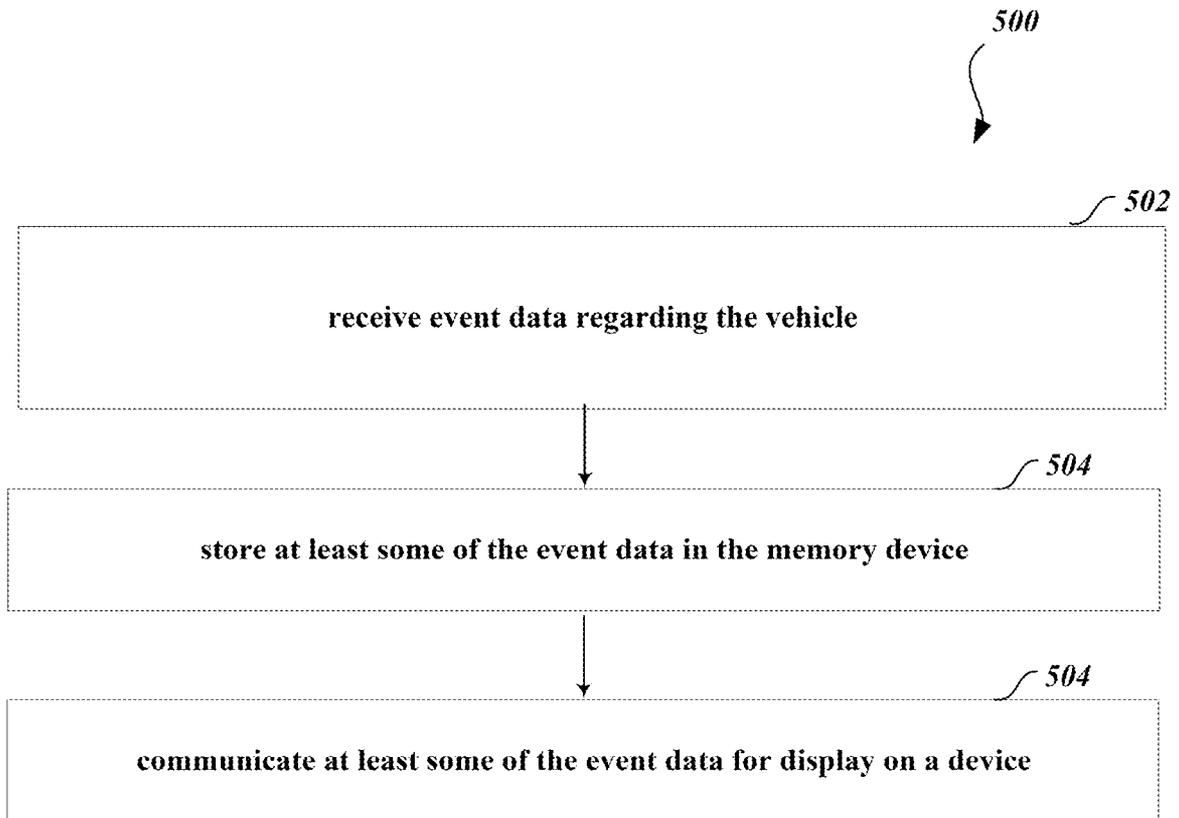 500
502
receive event data regarding the vehicle
504
store at least some of the event data in the memory device
504
communicate at least some of the event data for display on a device